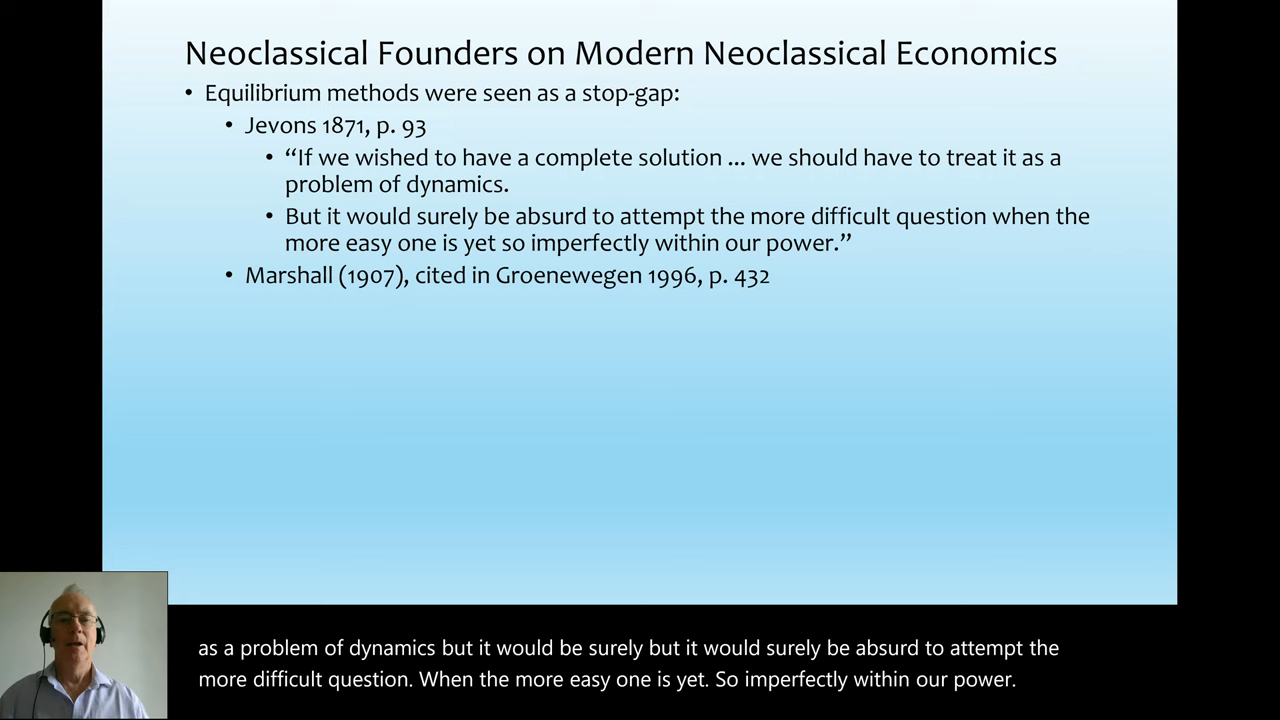 Neoclassical Founders on Modern Neoclassical Economics
• Equilibrium methods were seen as a stop-gap:
• Jevons 1871, p. 93
• “If we wished to have a complete solution ... we should have to treat it as a
problem of dynamics.
• But it would surely be absurd to attempt the more difficult question when the
more easy one is yet so imperfectly within our power.”
• Marshall (1907), cited in Groenewegen 1996, p. 432
as a problem of dynamics but it would be surely but it would surely be absurd to attempt the
more difficult question. When the more easy one is yet. So imperfectly within our power.